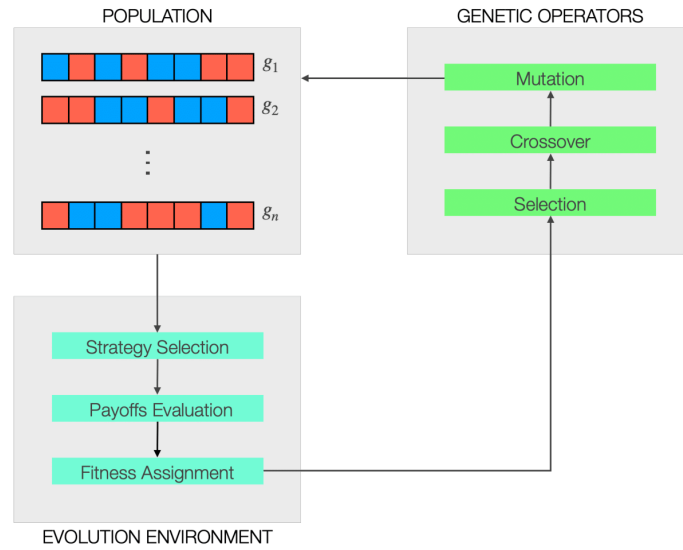 POPULATION
g1
g2
gn
GENETIC OPERATORS
Mutation
Crossover
Selection
Strategy Selection
Payoffs Evaluation
Fitness Assignment
EVOLUTION ENVIRONMENT